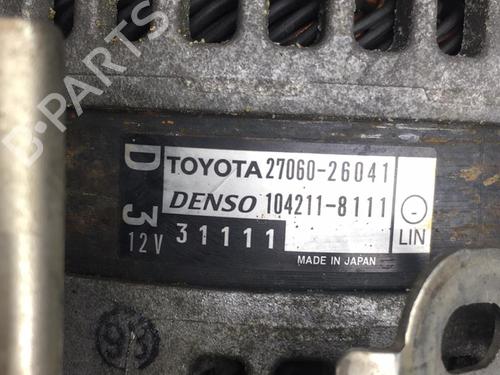 D TOYOTA 27060-26041
DENSO 104211-8111
3 12V 31111 LIN
MADE IN JAPAN
B-PARTS